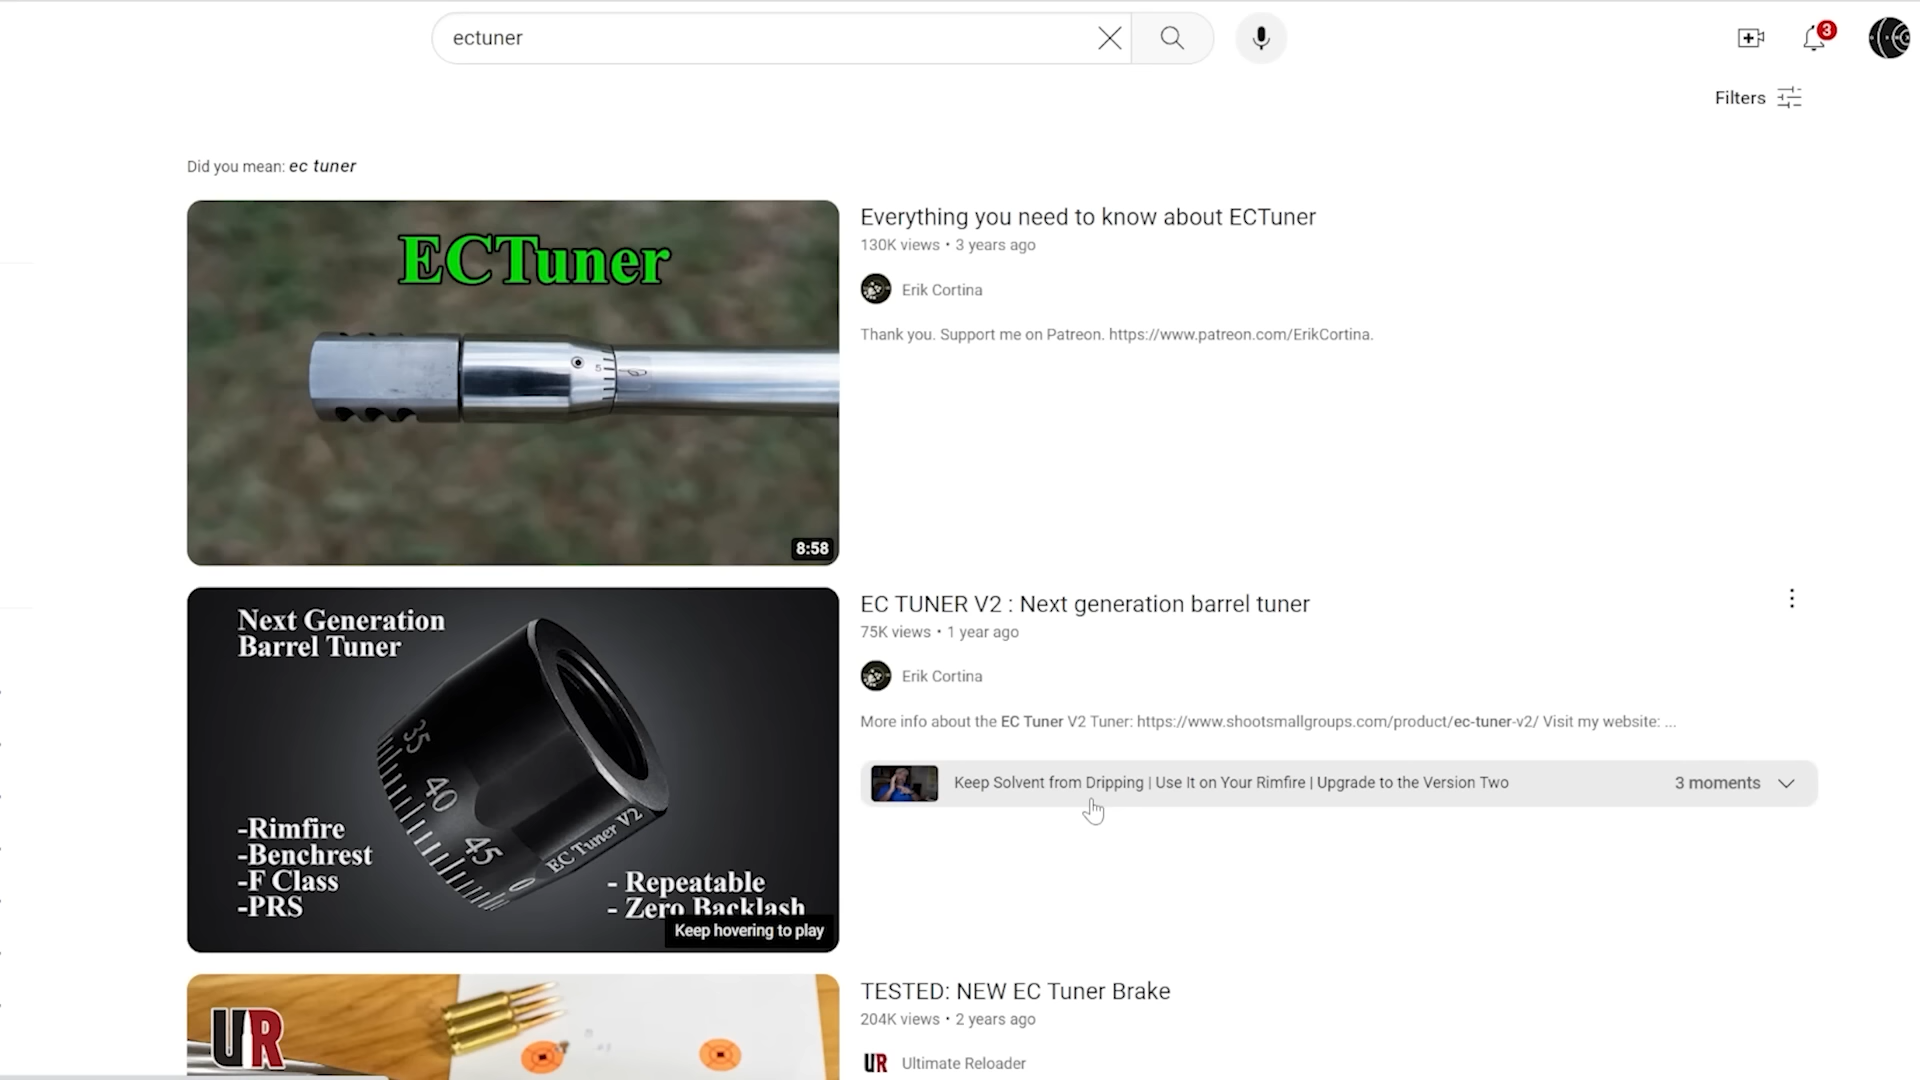 ectuner
3
Filters
Did you mean: ec tuner
ECTuner
5
8:58
Everything you need to know about ECTuner
130K views • 3 years ago
Erik Cortina
Thank you. Support me on Patreon. https://www.patreon.com/ErikCortina.
Next Generation
Barrel Tuner
35
40
45
0
EC Tuner V2
-Rimfire
-Benchrest
-F Class
-PRS
- Repeatable
- Zero Backlash
Keep hovering to play
EC TUNER V2 : Next generation barrel tuner
75K views • 1 year ago
Erik Cortina
More info about the EC Tuner V2 Tuner: https://www.shootsmallgroups.com/product/ec-tuner-v2/ Visit my website: ...
Keep Solvent from Dripping | Use It on Your Rimfire | Upgrade to the Version Two
3 moments
UR
TESTED: NEW EC Tuner Brake
204K views • 2 years ago
UR
Ultimate Reloader